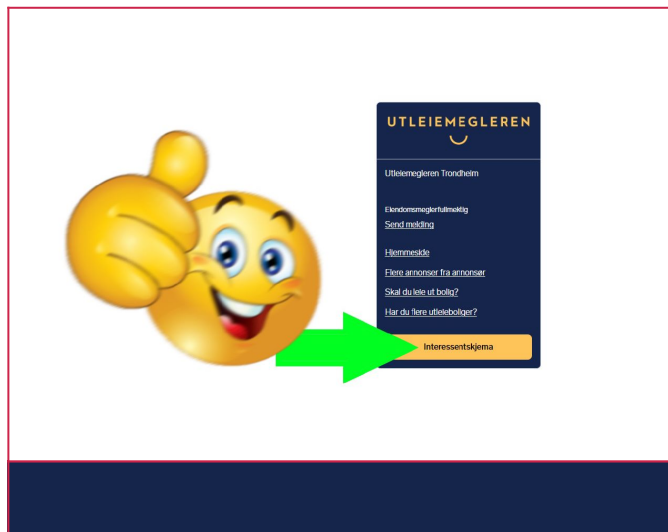 UTLEIEMEGLEREN
Utleiemegleren Trondheim
Eiendomsmeglerfullmektig
Send melding
Hjemmeside
Flere annonser fra annonsør
Skal du leie ut bolig?
Har du flere utleieboliger?
Interessentskjema